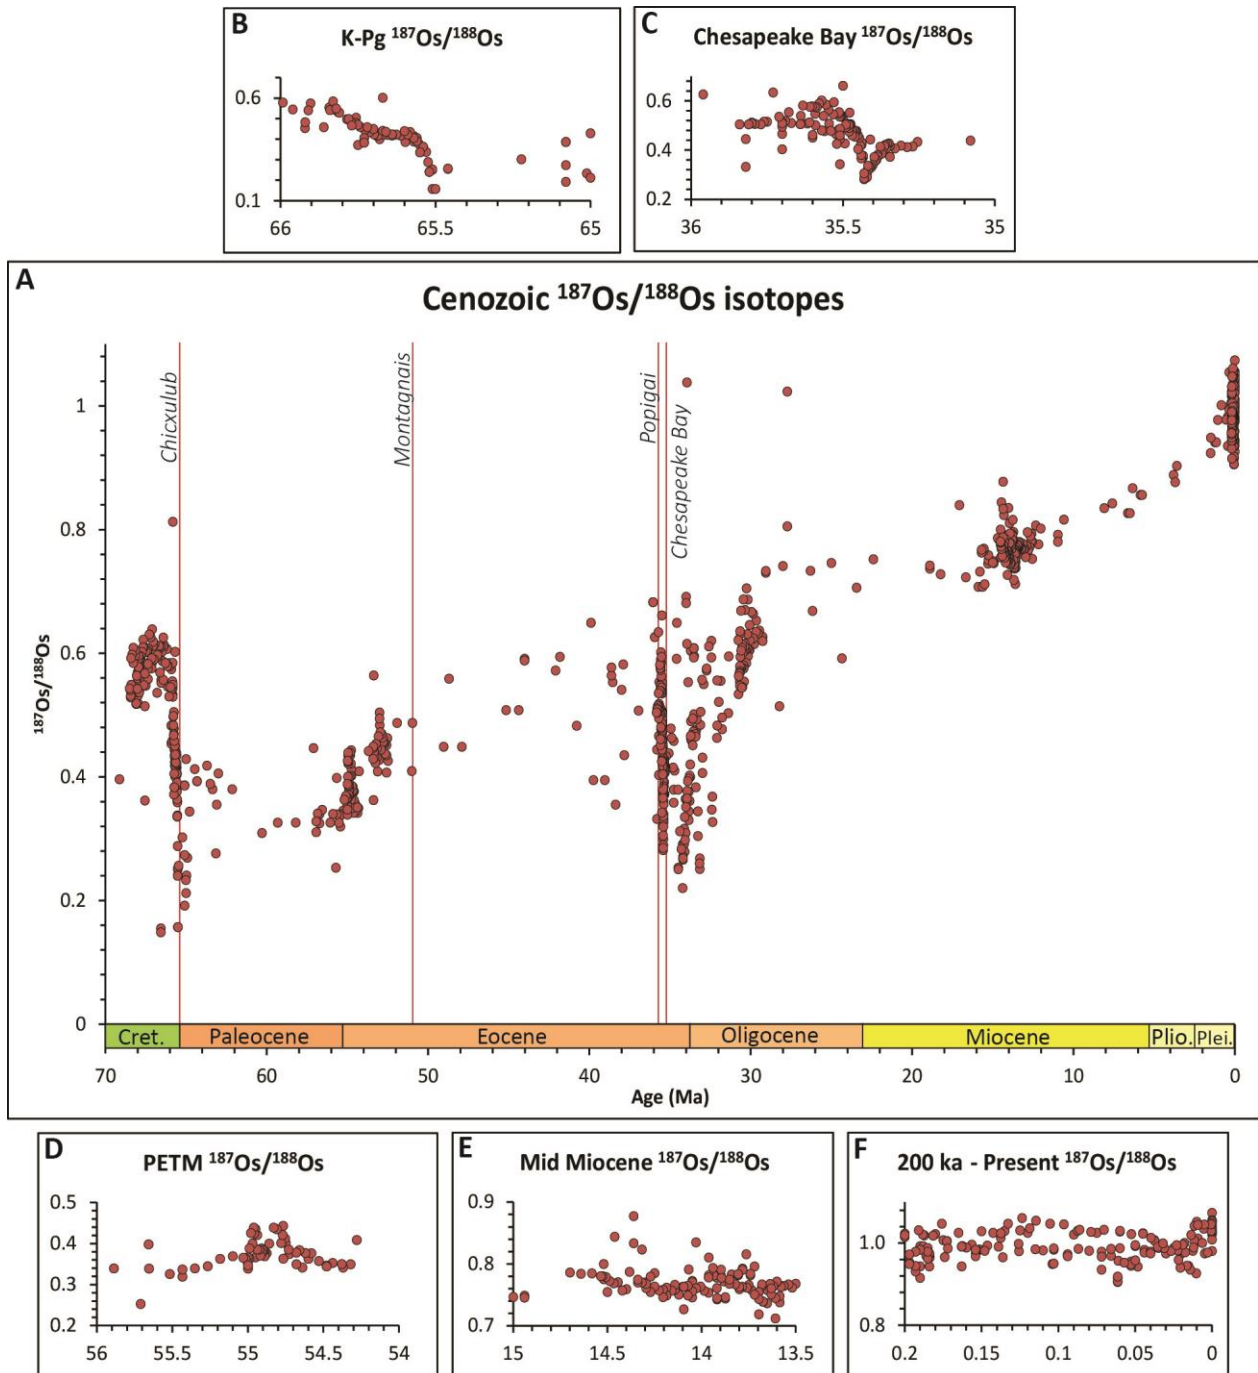 B
K-Pg ¹⁸⁷Os/¹⁸⁸Os
0.6
0.1
66
65.5
65
C
Chesapeake Bay ¹⁸⁷Os/¹⁸⁸Os
0.6
0.4
0.2
36
35.5
35
A
Cenozoic ¹⁸⁷Os/¹⁸⁸Os isotopes
Chicxulub
Montagnais
Popigai
Chesapeake Bay
¹⁸⁷Os/¹⁸⁸Os
1
0.8
0.6
0.4
0.2
0
Cret.
Paleocene
Eocene
Oligocene
Miocene
Plio.
Plei.
70
60
50
40
30
20
10
0
Age (Ma)
D
PETM ¹⁸⁷Os/¹⁸⁸Os
0.5
0.4
0.3
0.2
56
55.5
55
54.5
54
E
Mid Miocene ¹⁸⁷Os/¹⁸⁸Os
0.9
0.8
0.7
15
14.5
14
13.5
F
200 ka - Present ¹⁸⁷Os/¹⁸⁸Os
1.0
0.8
0.2
0.15
0.1
0.05
0